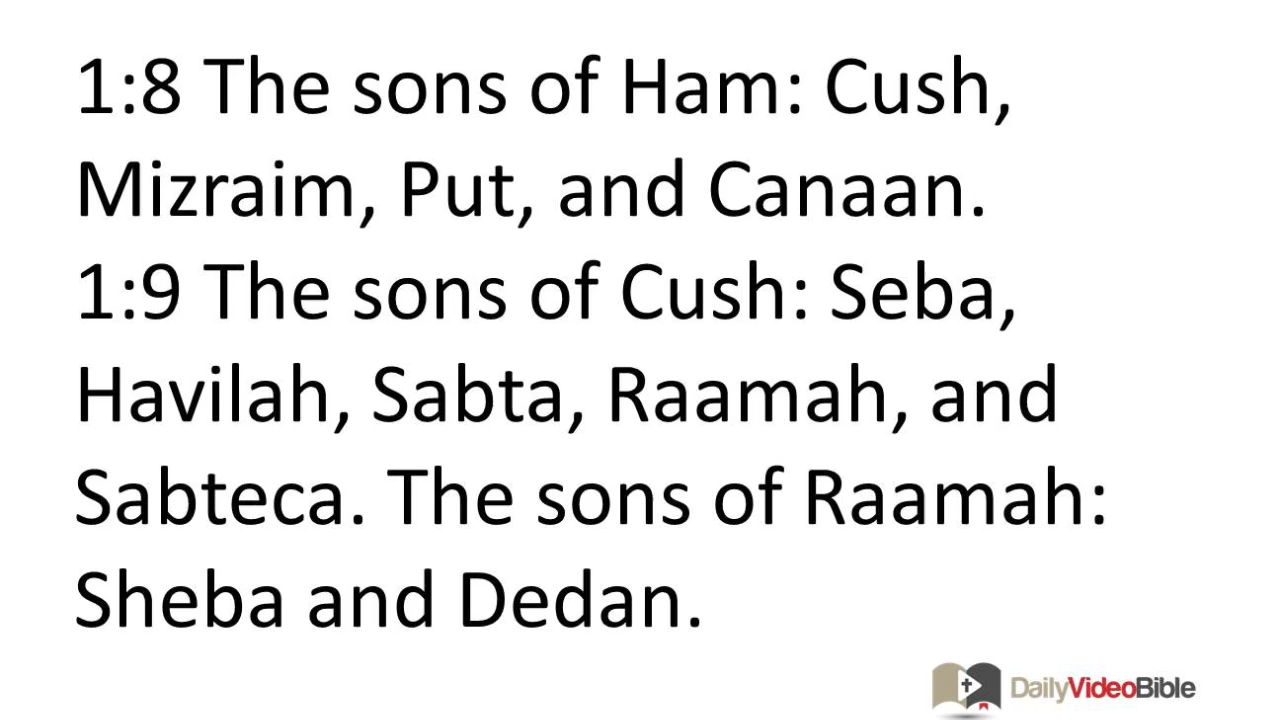 1:8 The sons of Ham: Cush,
Mizraim, Put, and Canaan.
1:9 The sons of Cush: Seba,
Havilah, Sabta, Raamah, and
Sabteca. The sons of Raamah:
Sheba and Dedan.
DailyVideoBible